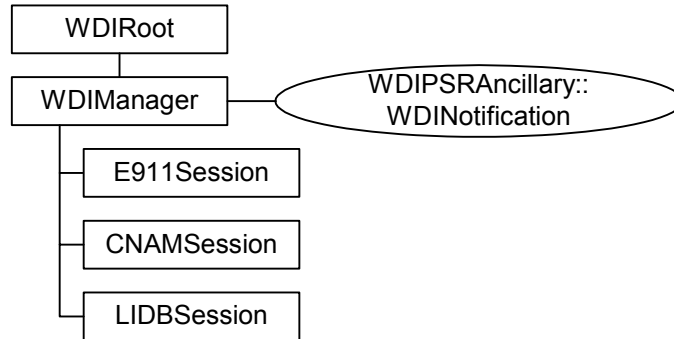 WDIRoot
WDIManager
WDIPSRAncillary::
WDINotification
E911Session
CNAMSession
LIDBSession